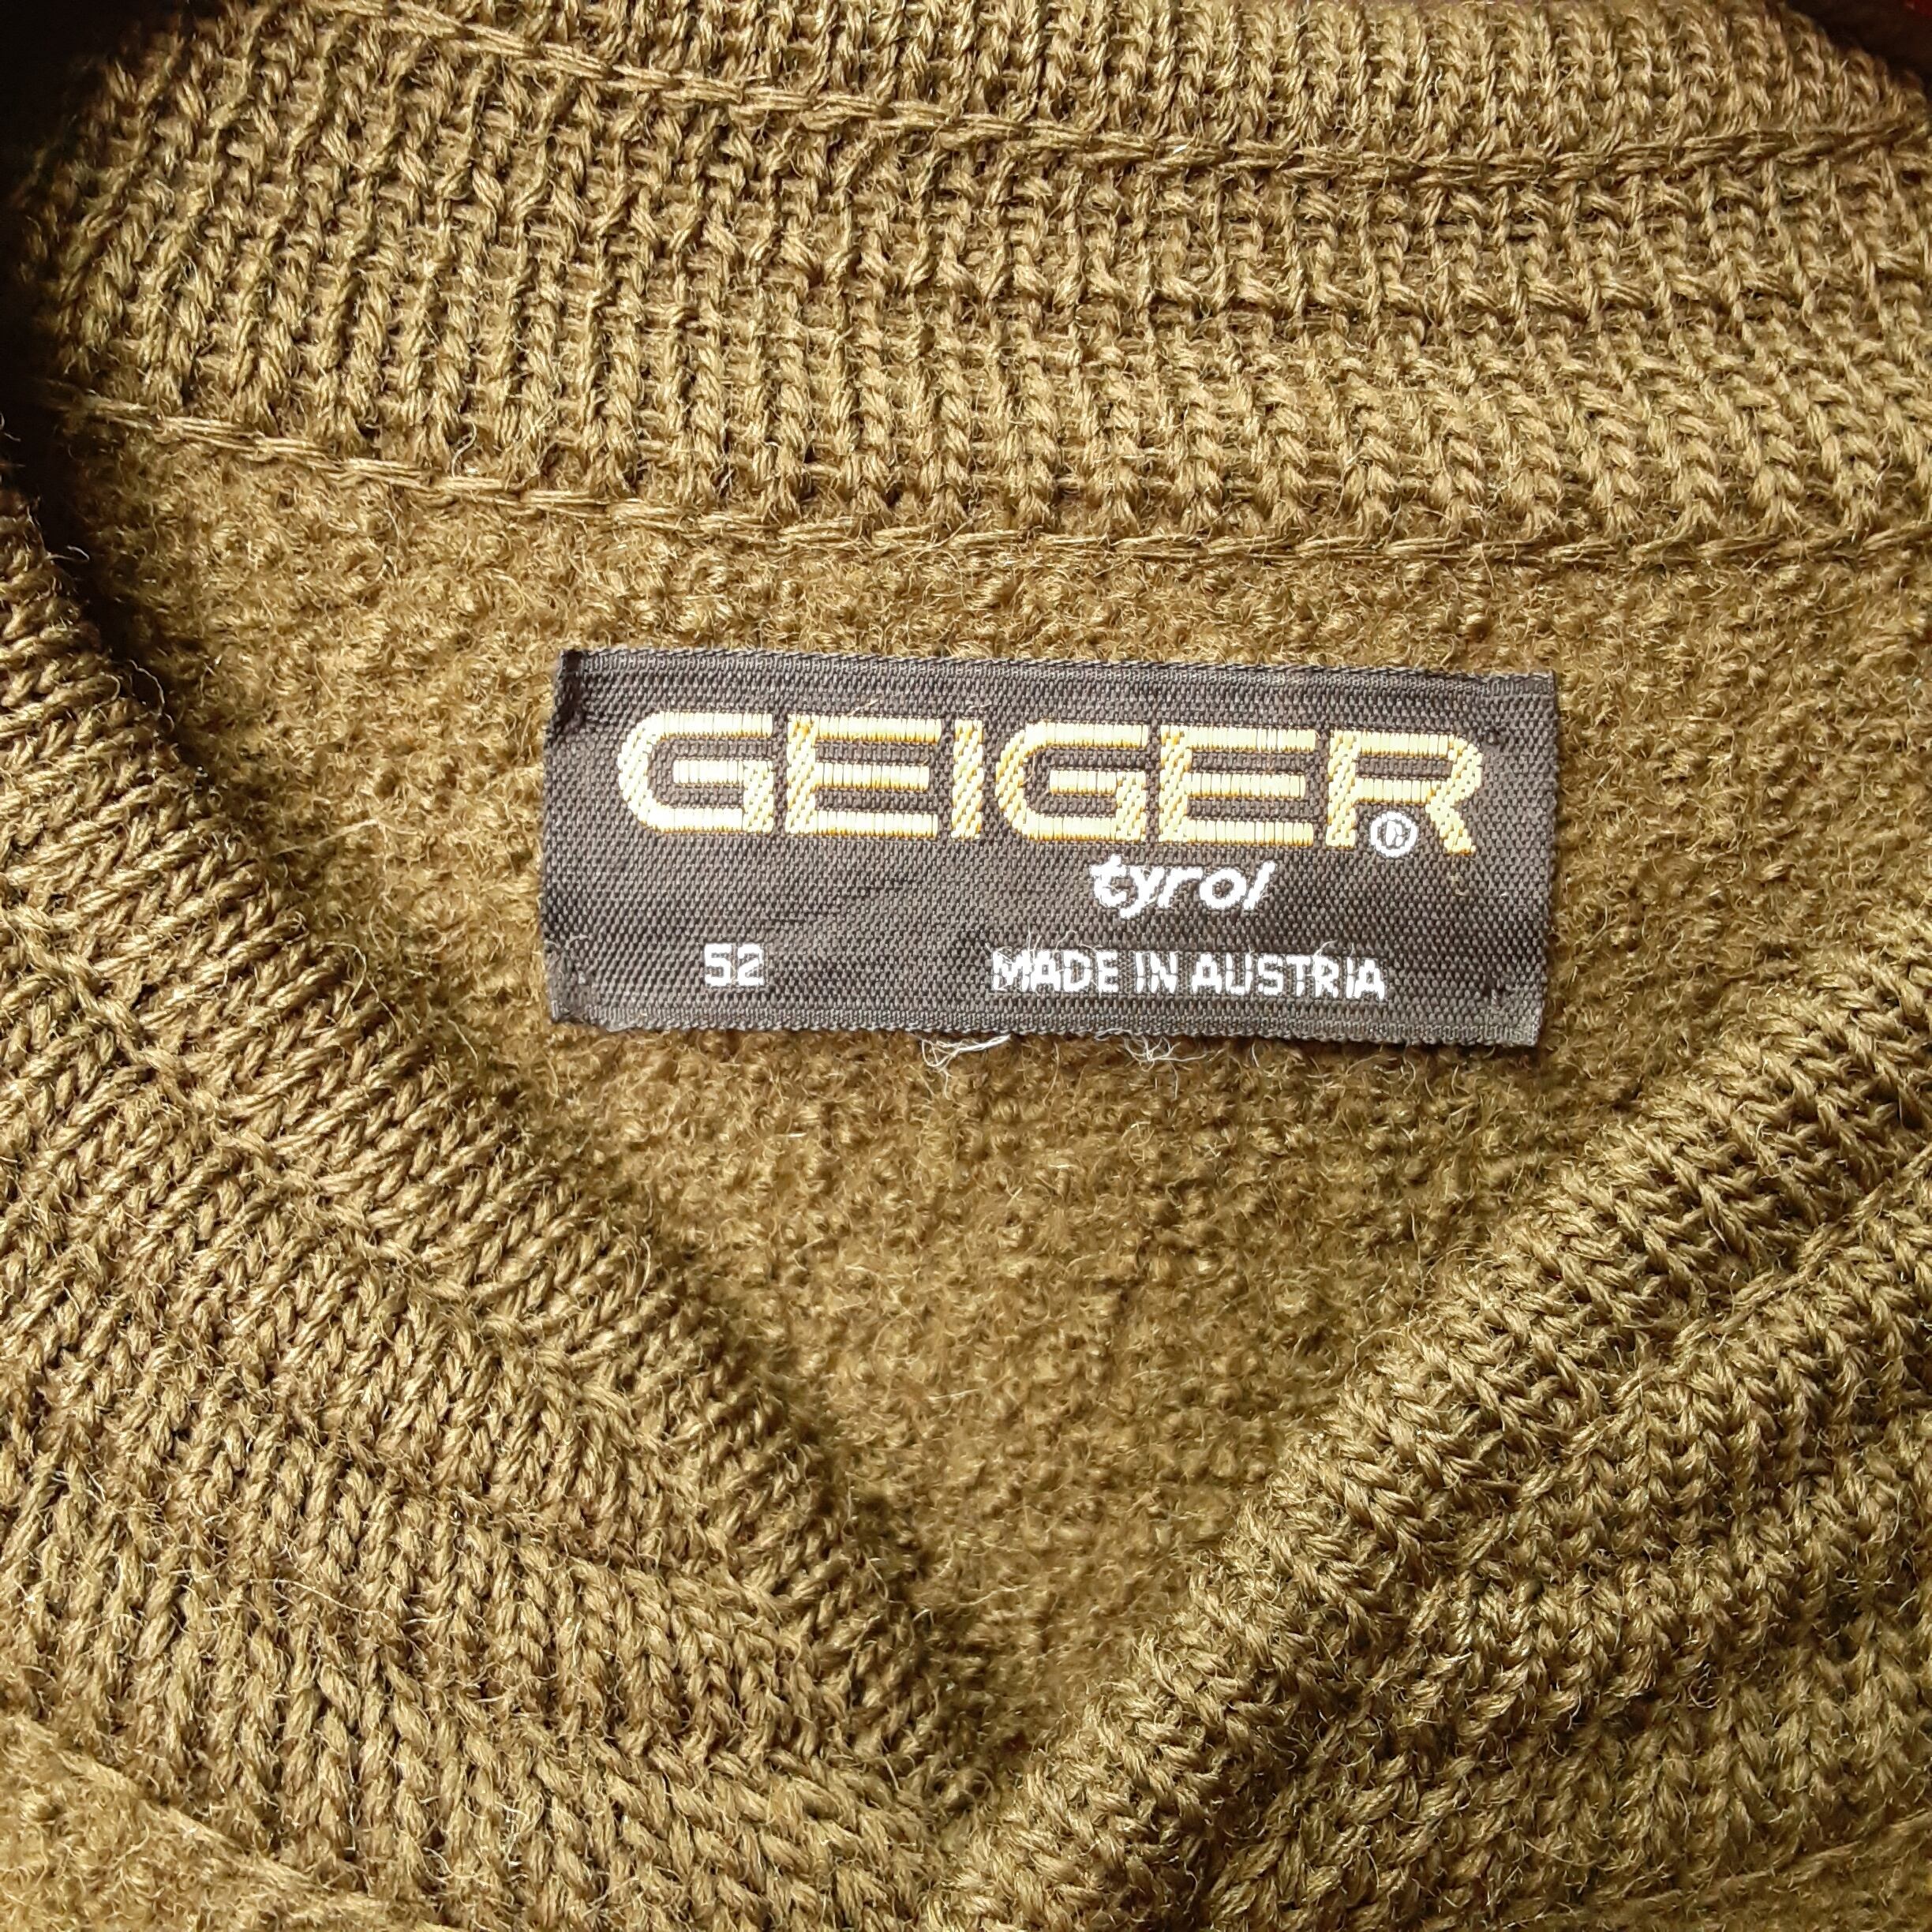 GEIGER®
tyrol
52 MADE IN AUSTRIA